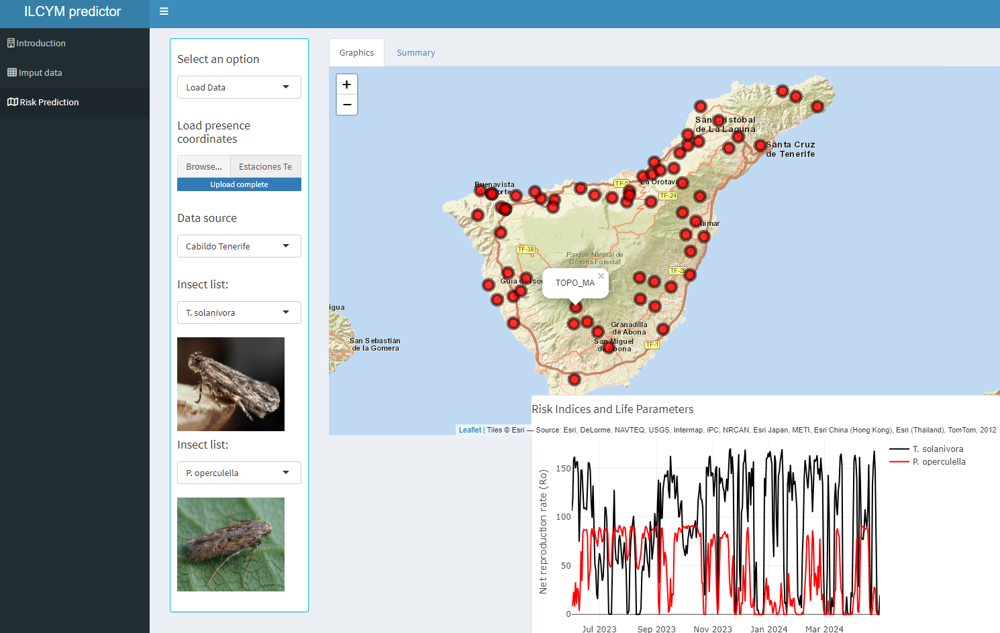 ILCYM predictor
Introduction
Imput data
Risk Prediction
Select an option
Load Data
Load presence
coordinates
Browse...
Estaciones Te
Upload complete
Data source
Cabildo Tenerife
Insect list:
T. solanivora
Insect list:
P. operculella
Graphics
Summary
+
−
San Cristobal
de La Laguna
Santa Cruz
de Tenerife
Buenavista
TF-5
La Orotava
TF-24
Güimar
TF-38
Parque Natural de
Corona Forestal
TF-28
TOPO_MA
×
igua
San Sebastián
de la Gomera
Granadilla
de Abona
San Miguel
de Abona
TF-1
Risk Indices and Life Parameters
Leaflet | Tiles © Esri — Source: Esri, DeLorme, NAVTEQ, USGS, Intermap, iPC, NRCAN, Esri Japan, METI, Esri China (Hong Kong), Esri (Thailand), TomTom, 2012
T. solanivora
P. operculella
Net reproduction rate (Ro)
150
100
50
0
Jul 2023
Sep 2023
Nov 2023
Jan 2024
Mar 2024